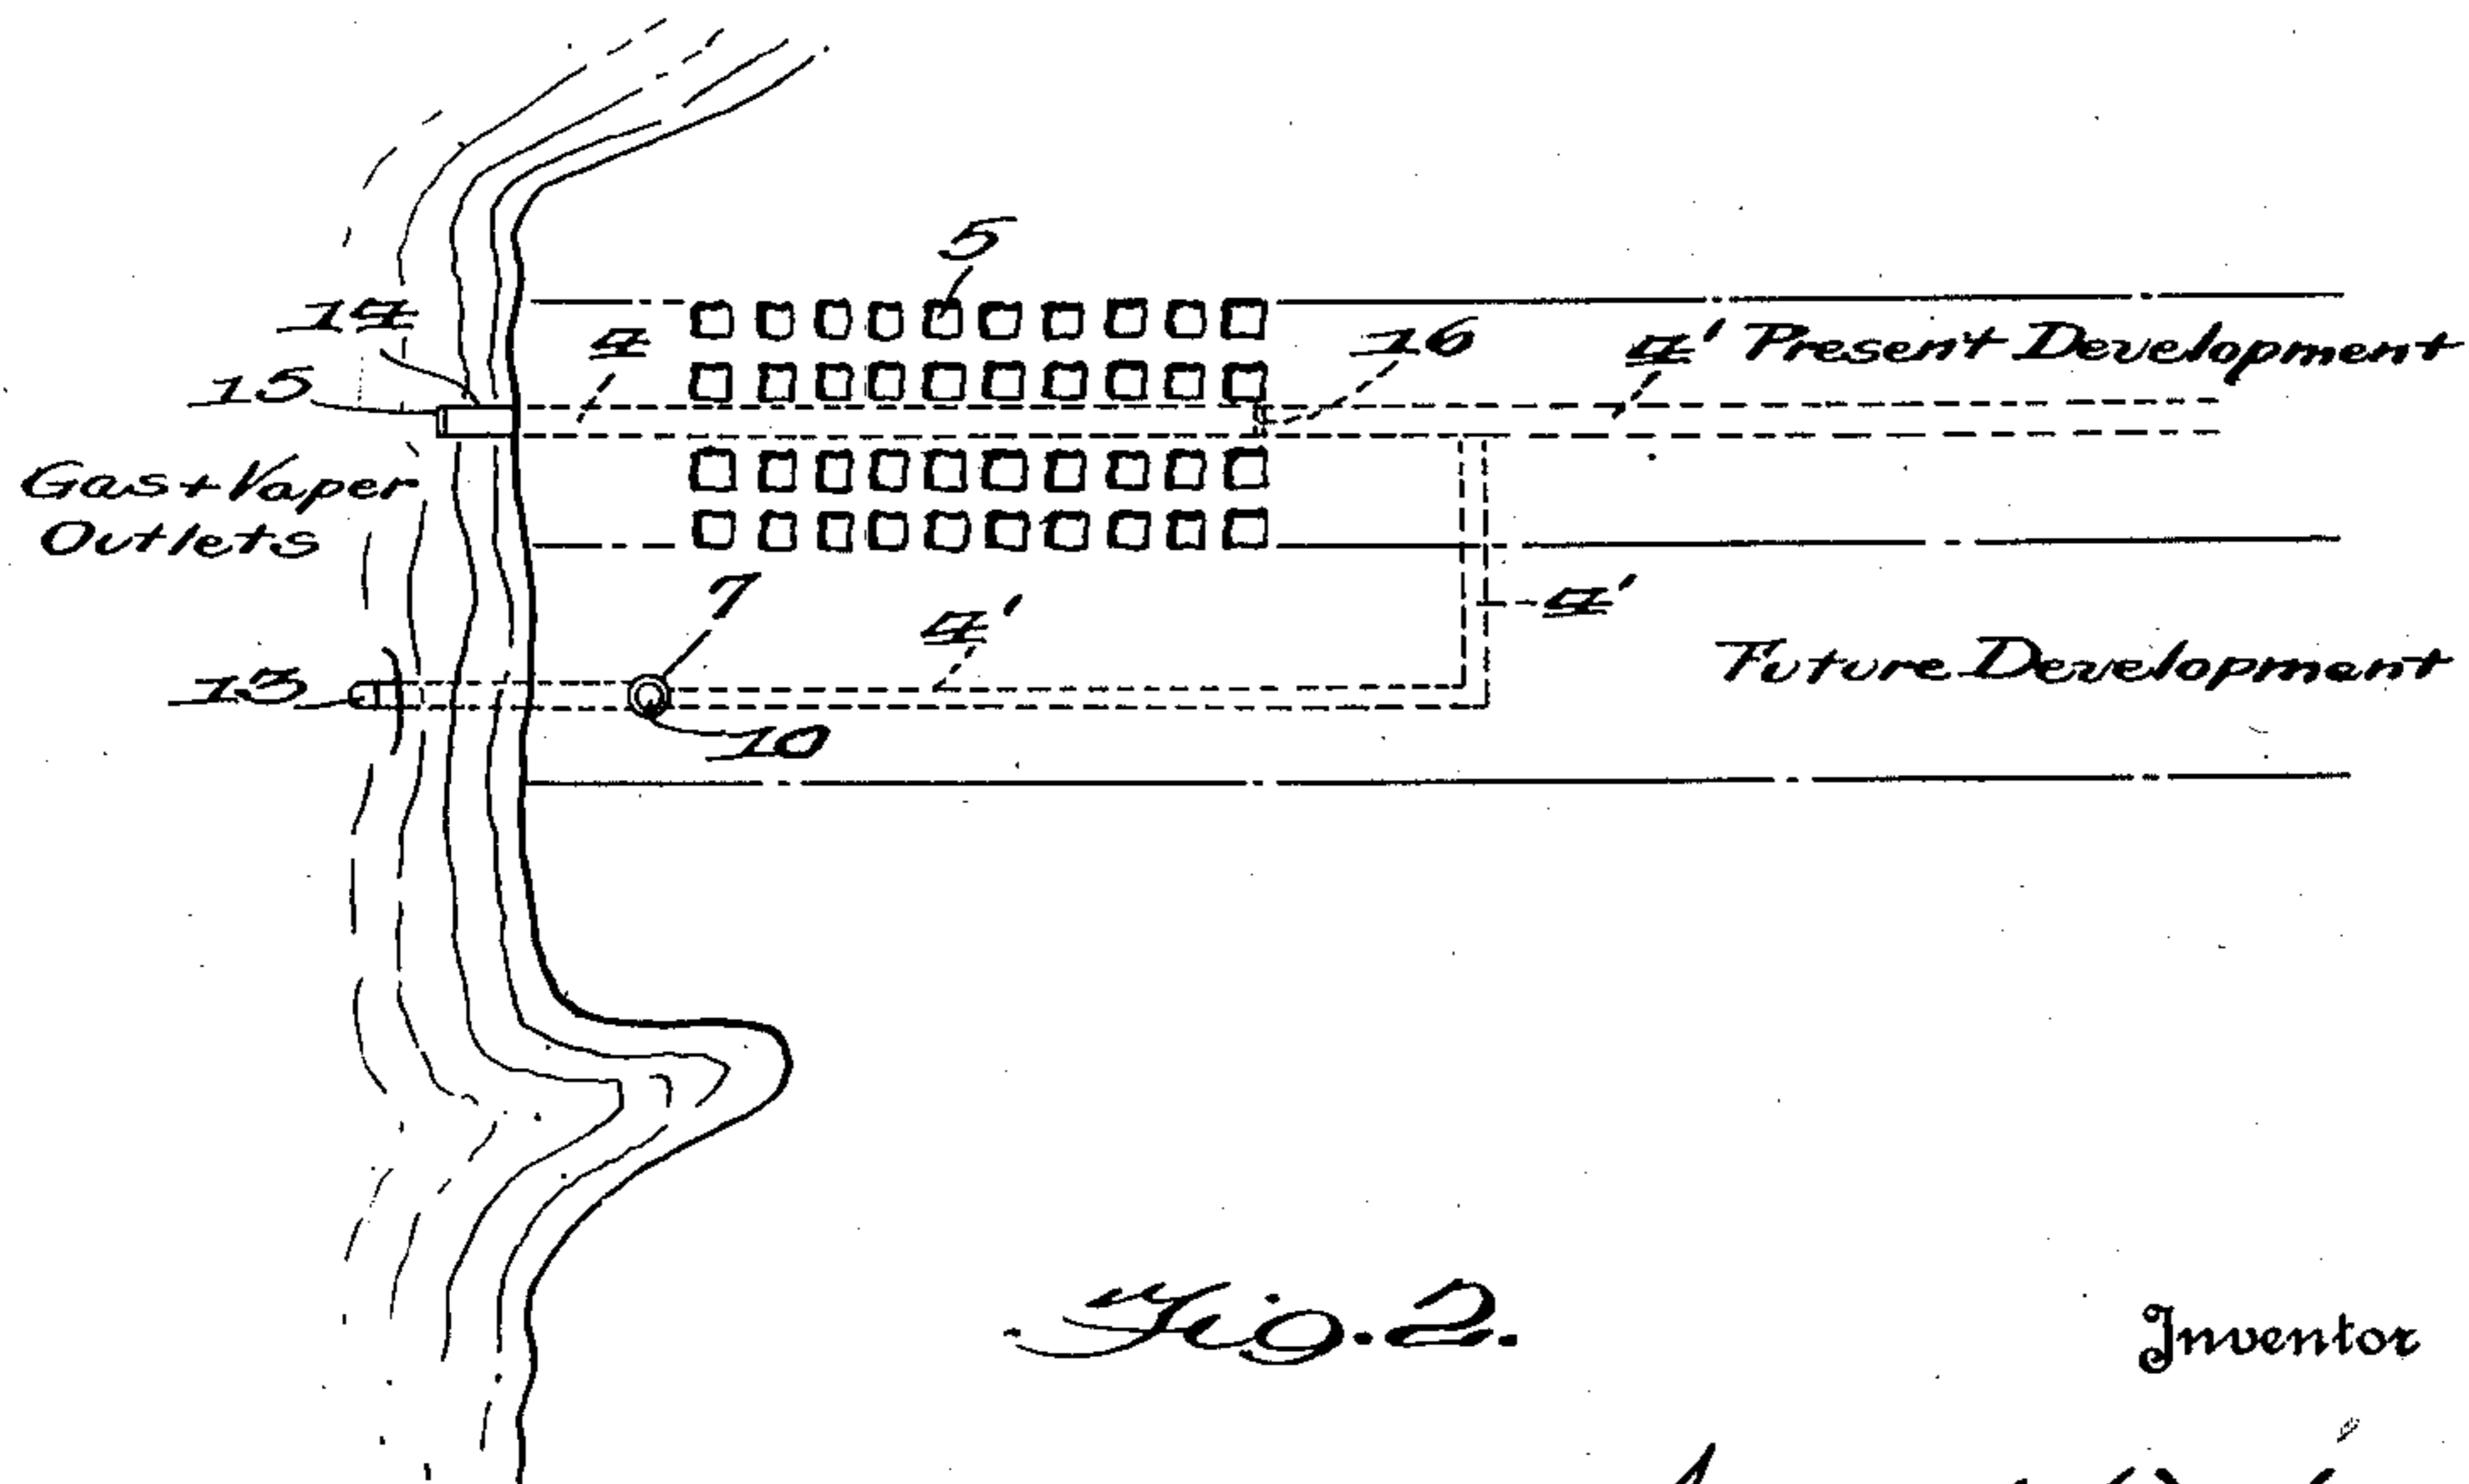 5
14
4
16
4' Present Development
15
Gas + Vaper
Outlets
7
4'
4'
Future Development
13
10
Fig. 2.
Inventor